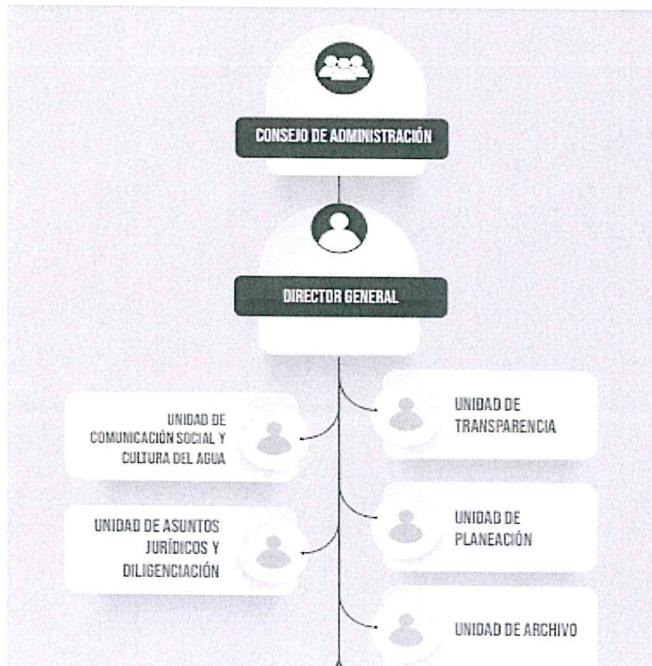 CONSEJO DE ADMINISTRACIÓN
DIRECTOR GENERAL
UNIDAD DE
COMUNICACIÓN SOCIAL Y
CULTURA DEL AGUA
UNIDAD DE
TRANSPARENCIA
UNIDAD DE ASUNTOS
JURÍDICOS Y
DILIGENCIACIÓN
UNIDAD DE
PLANEACIÓN
UNIDAD DE ARCHIVO